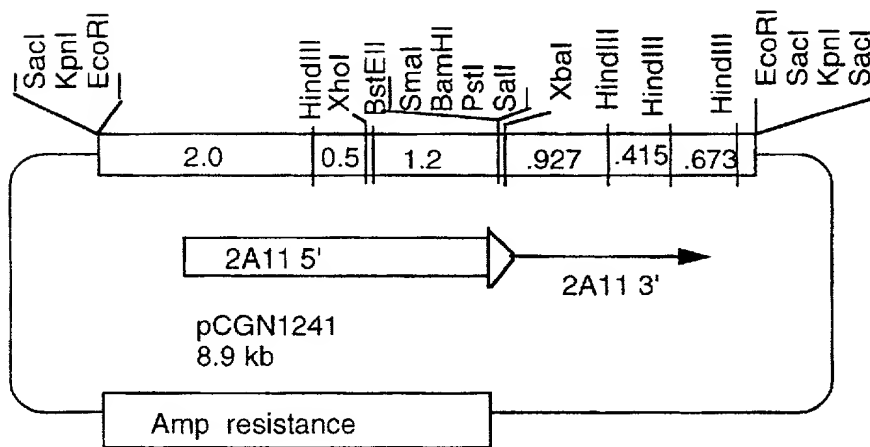 SacI
KpnI
EcoRI
HindIII
XhoI
BstEII
SmaI
BamHI
PstI
SalI
XbaI
HindIII
HindIII
HindIII
EcoRI
SacI
KpnI
SacI
2.0
0.5
1.2
.927
.415
.673
2A11 5'
2A11 3'
pCGN1241
8.9 kb
Amp resistance